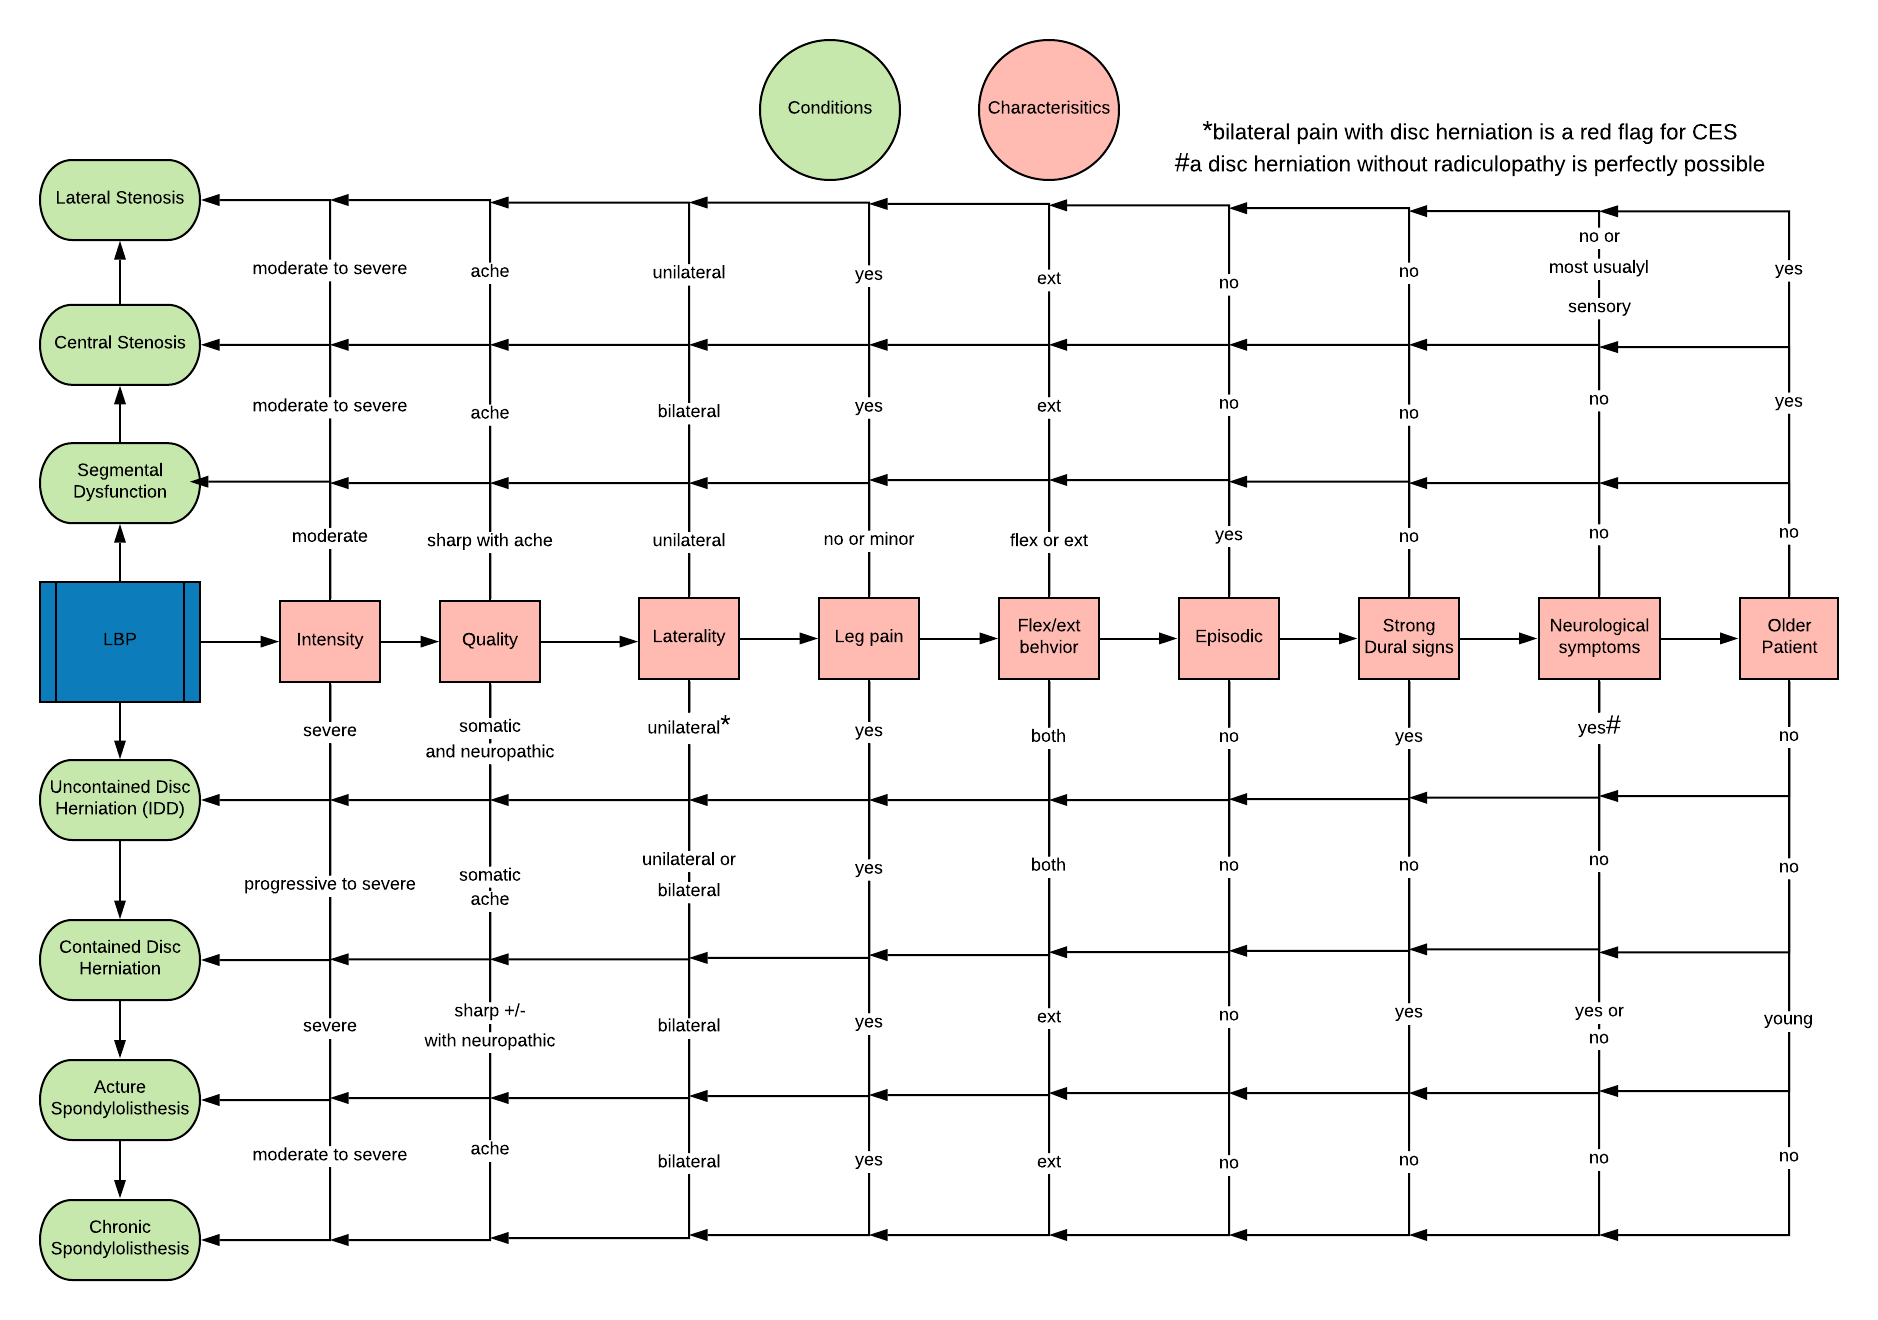 Conditions
Characterisitics
*bilateral pain with disc herniation is a red flag for CES
#a disc herniation without radiculopathy is perfectly possible
Lateral Stenosis
moderate to severe
ache
unilateral
yes
ext
no
no
no or
most usualyl
sensory
yes
Central Stenosis
moderate to severe
ache
bilateral
yes
ext
no
no
no
yes
Segmental
Dysfunction
moderate
sharp with ache
unilateral
no or minor
flex or ext
yes
no
no
no
LBP
Intensity
Quality
Laterality
Leg pain
Flex/ext
behvior
Episodic
Strong
Dural signs
Neurological
symptoms
Older
Patient
severe
somatic
and neuropathic
unilateral*
yes
both
no
yes
yes#
no
Uncontained Disc
Herniation (IDD)
progressive to severe
somatic
ache
unilateral or
bilateral
yes
both
no
no
no
no
Contained Disc
Herniation
severe
sharp +/-
with neuropathic
bilateral
yes
ext
no
yes
yes or
no
young
Acture
Spondylolisthesis
moderate to severe
ache
bilateral
yes
ext
no
no
no
no
Chronic
Spondylolisthesis